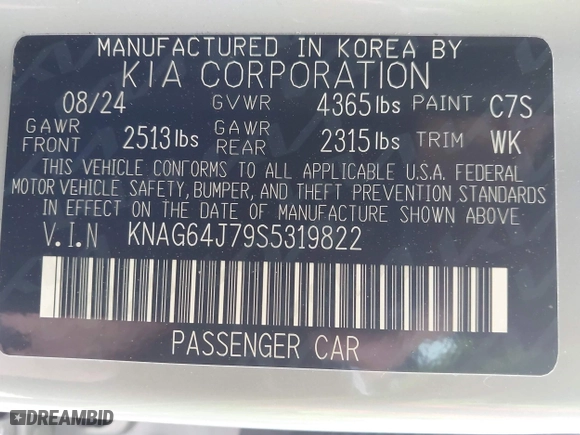 MANUFACTURED IN KOREA BY
KIA CORPORATION
08/24 GVWR 4365lbs PAINT C7S
GAWR FRONT 2513lbs GAWR REAR 2315lbs TRIM WK
THIS VEHICLE CONFORMS TO ALL APPLICABLE U.S.A. FEDERAL
MOTOR VEHICLE SAFETY, BUMPER, AND THEFT PREVENTION STANDARDS
IN EFFECT ON THE DATE OF MANUFACTURE SHOWN ABOVE
V.I.N KNAG64J79S5319822
PASSENGER CAR
DREAMBID